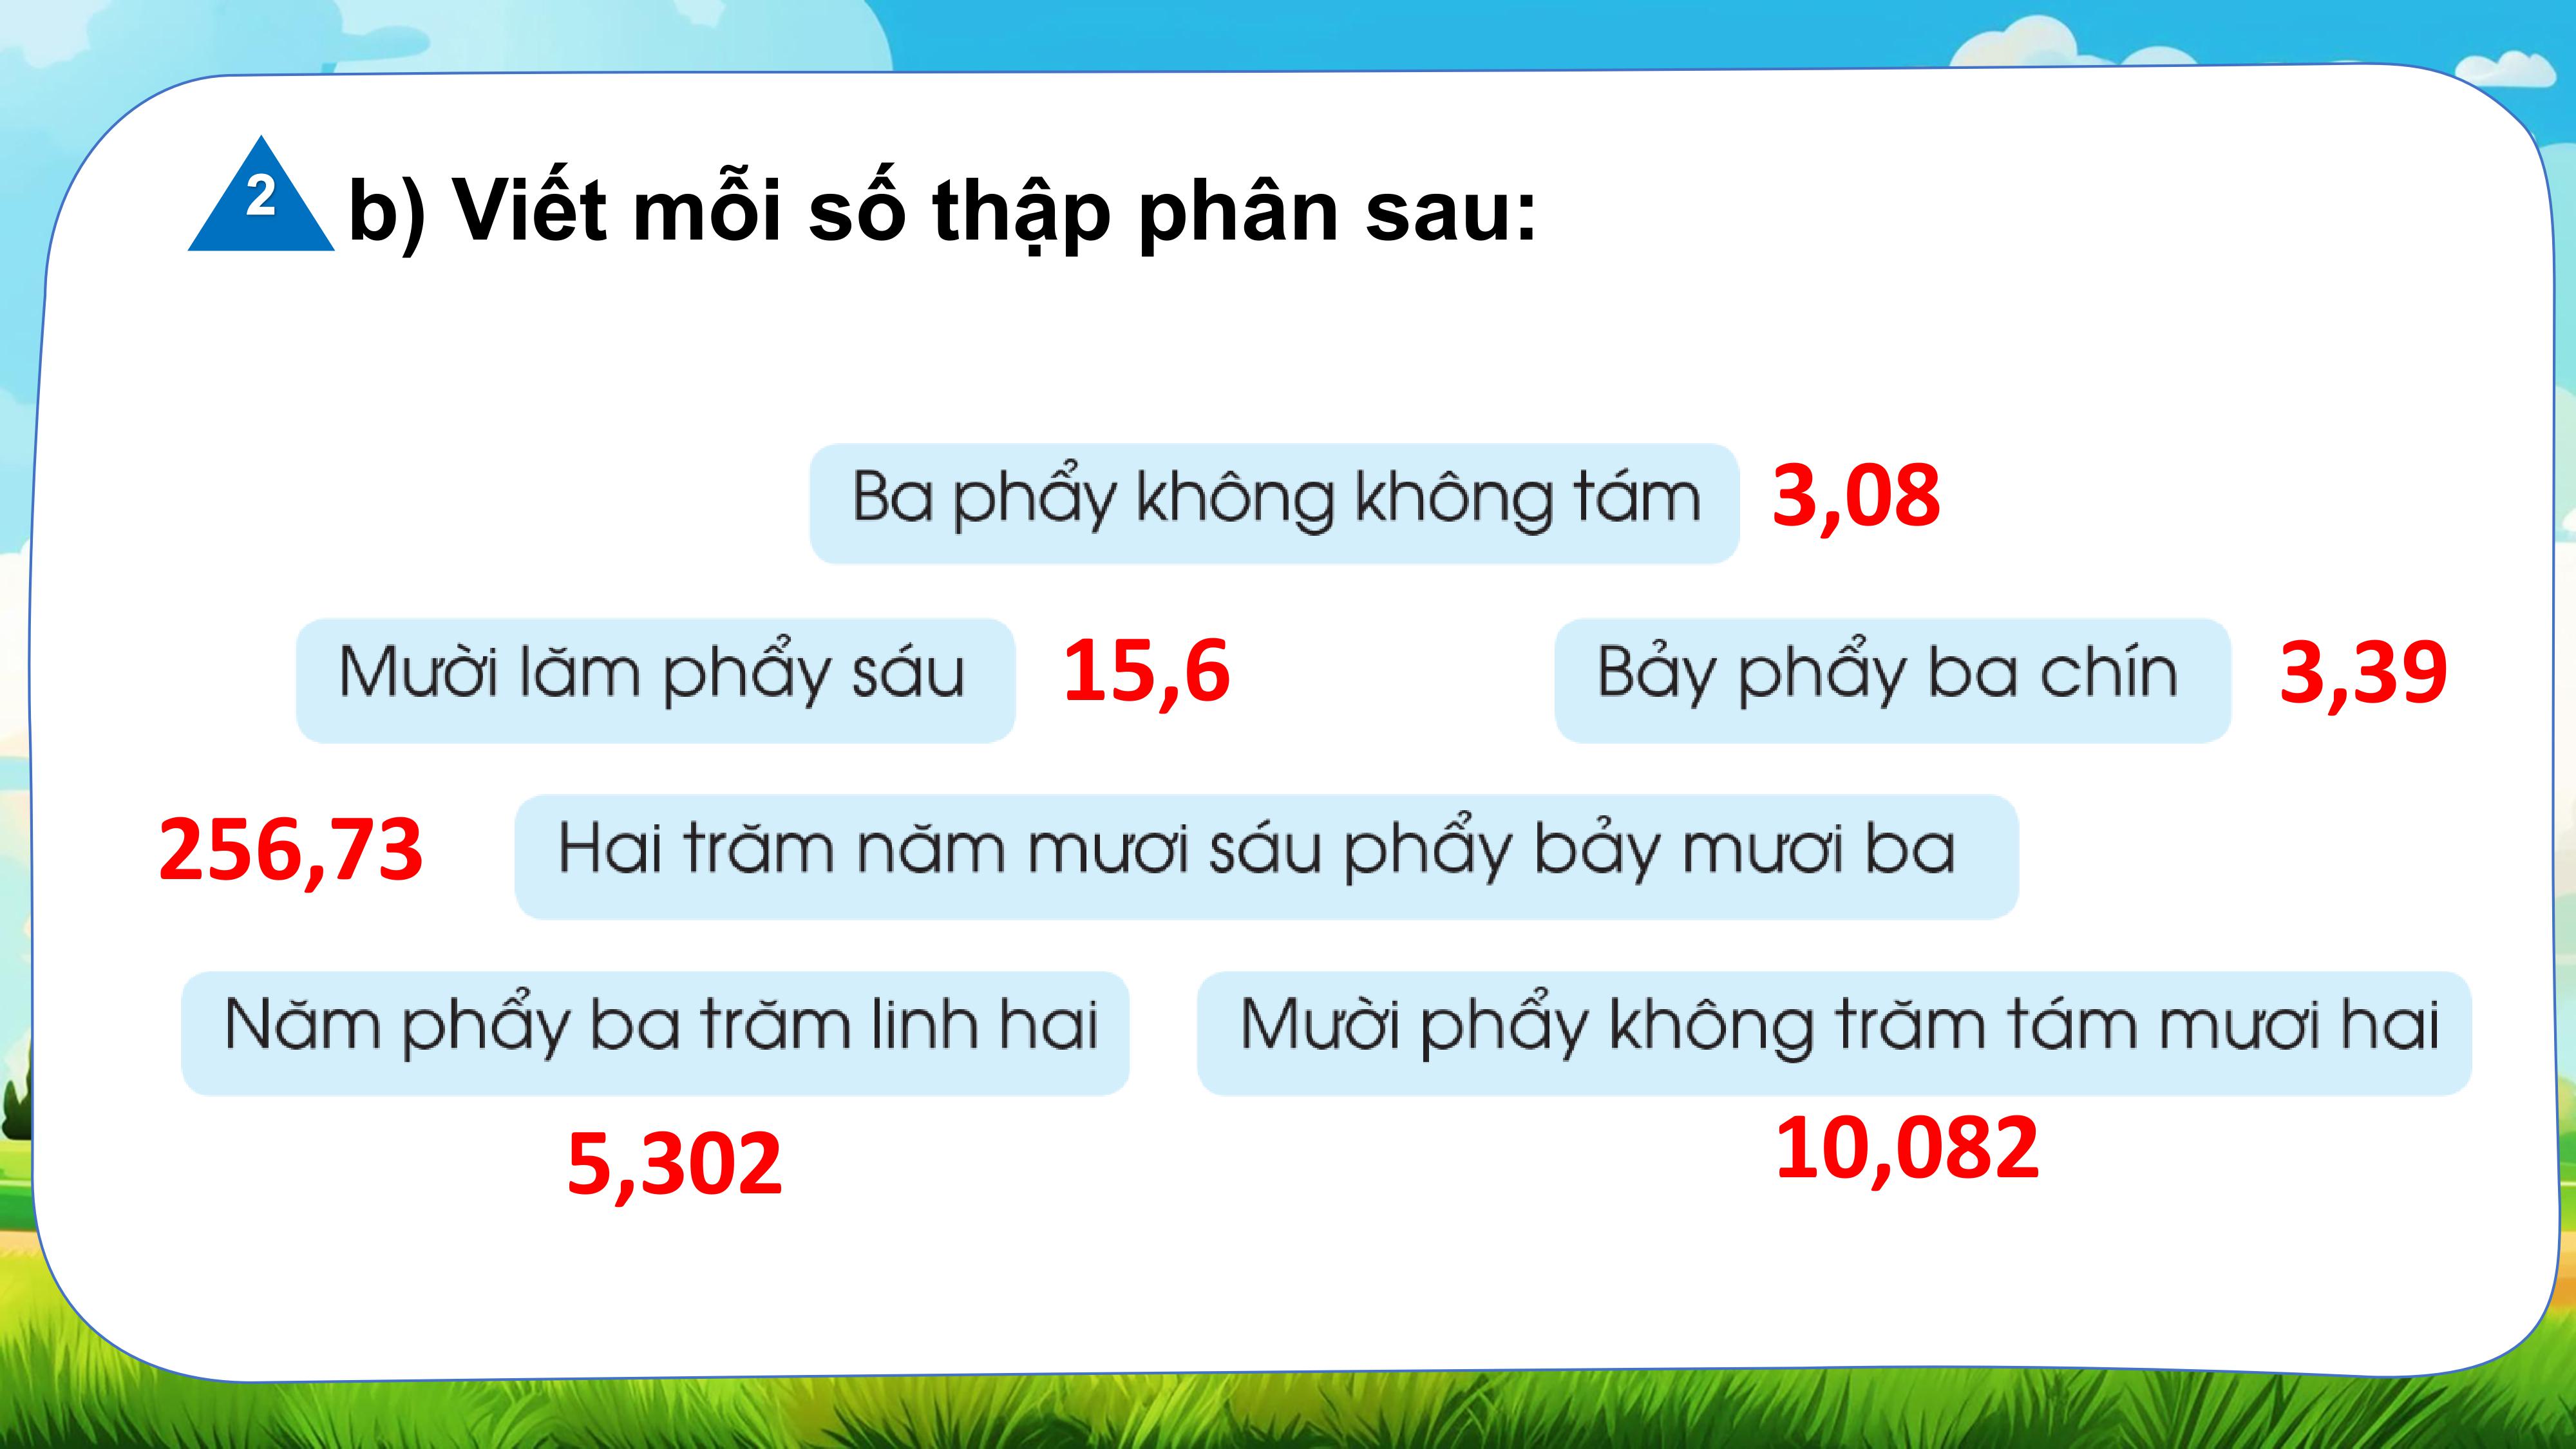 2
b) Viết mỗi số thập phân sau:
Ba phẩy không không tám 3,08
Mười lăm phẩy sáu 15,6 Bảy phẩy ba chín 3,39
256,73 Hai trăm năm mươi sáu phẩy bảy mươi ba
Năm phẩy ba trăm linh hai Mười phẩy không trăm tám mươi hai
5,302 10,082